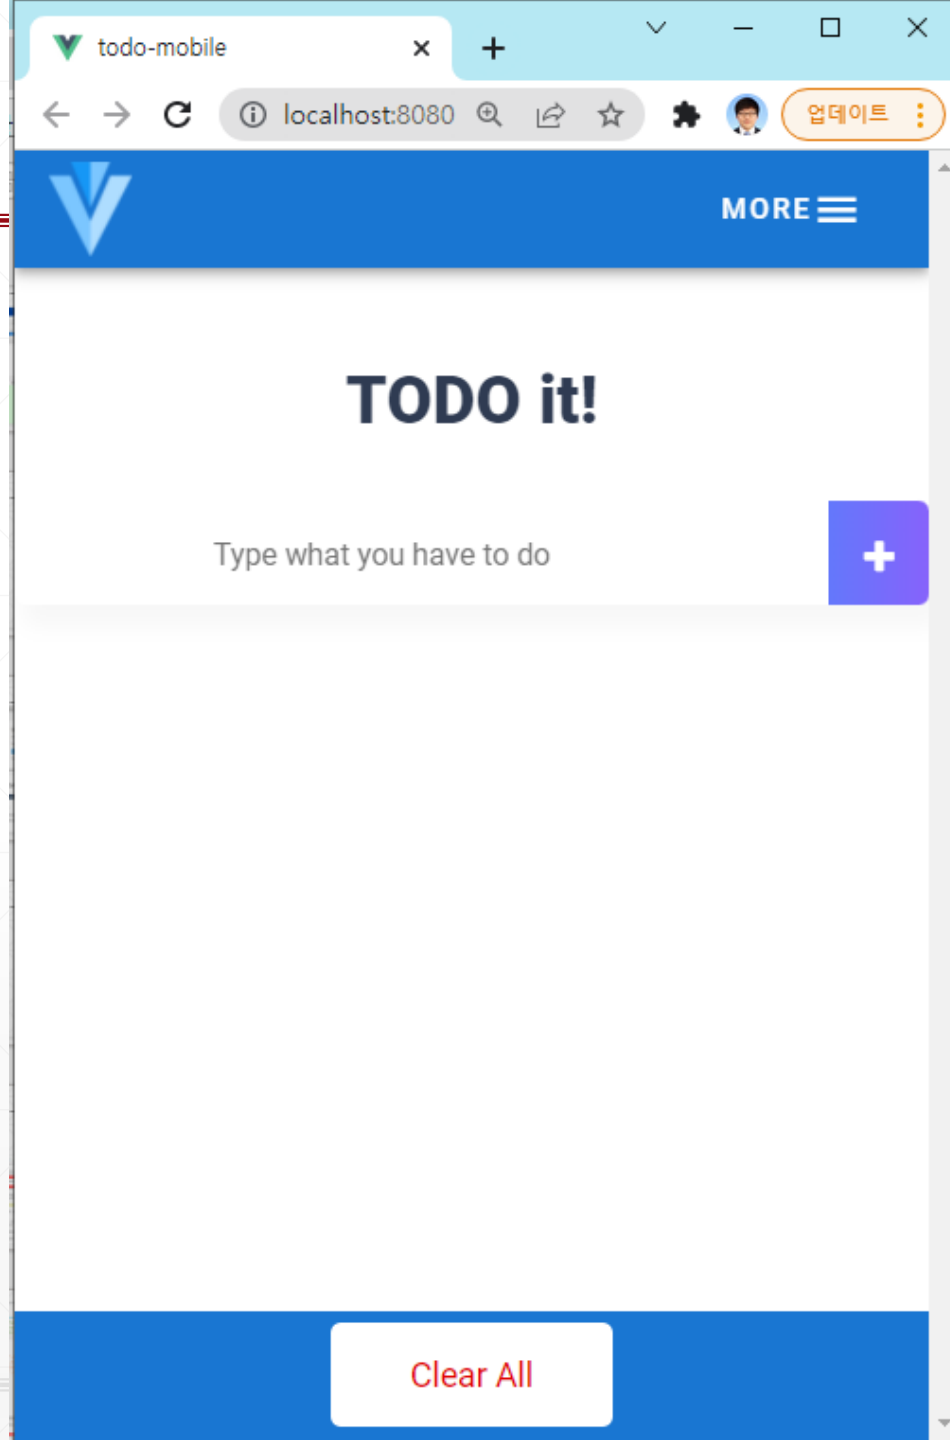 todo-mobile
localhost:8080
업데이트
MORE
TODO it!
Type what you have to do
Clear All